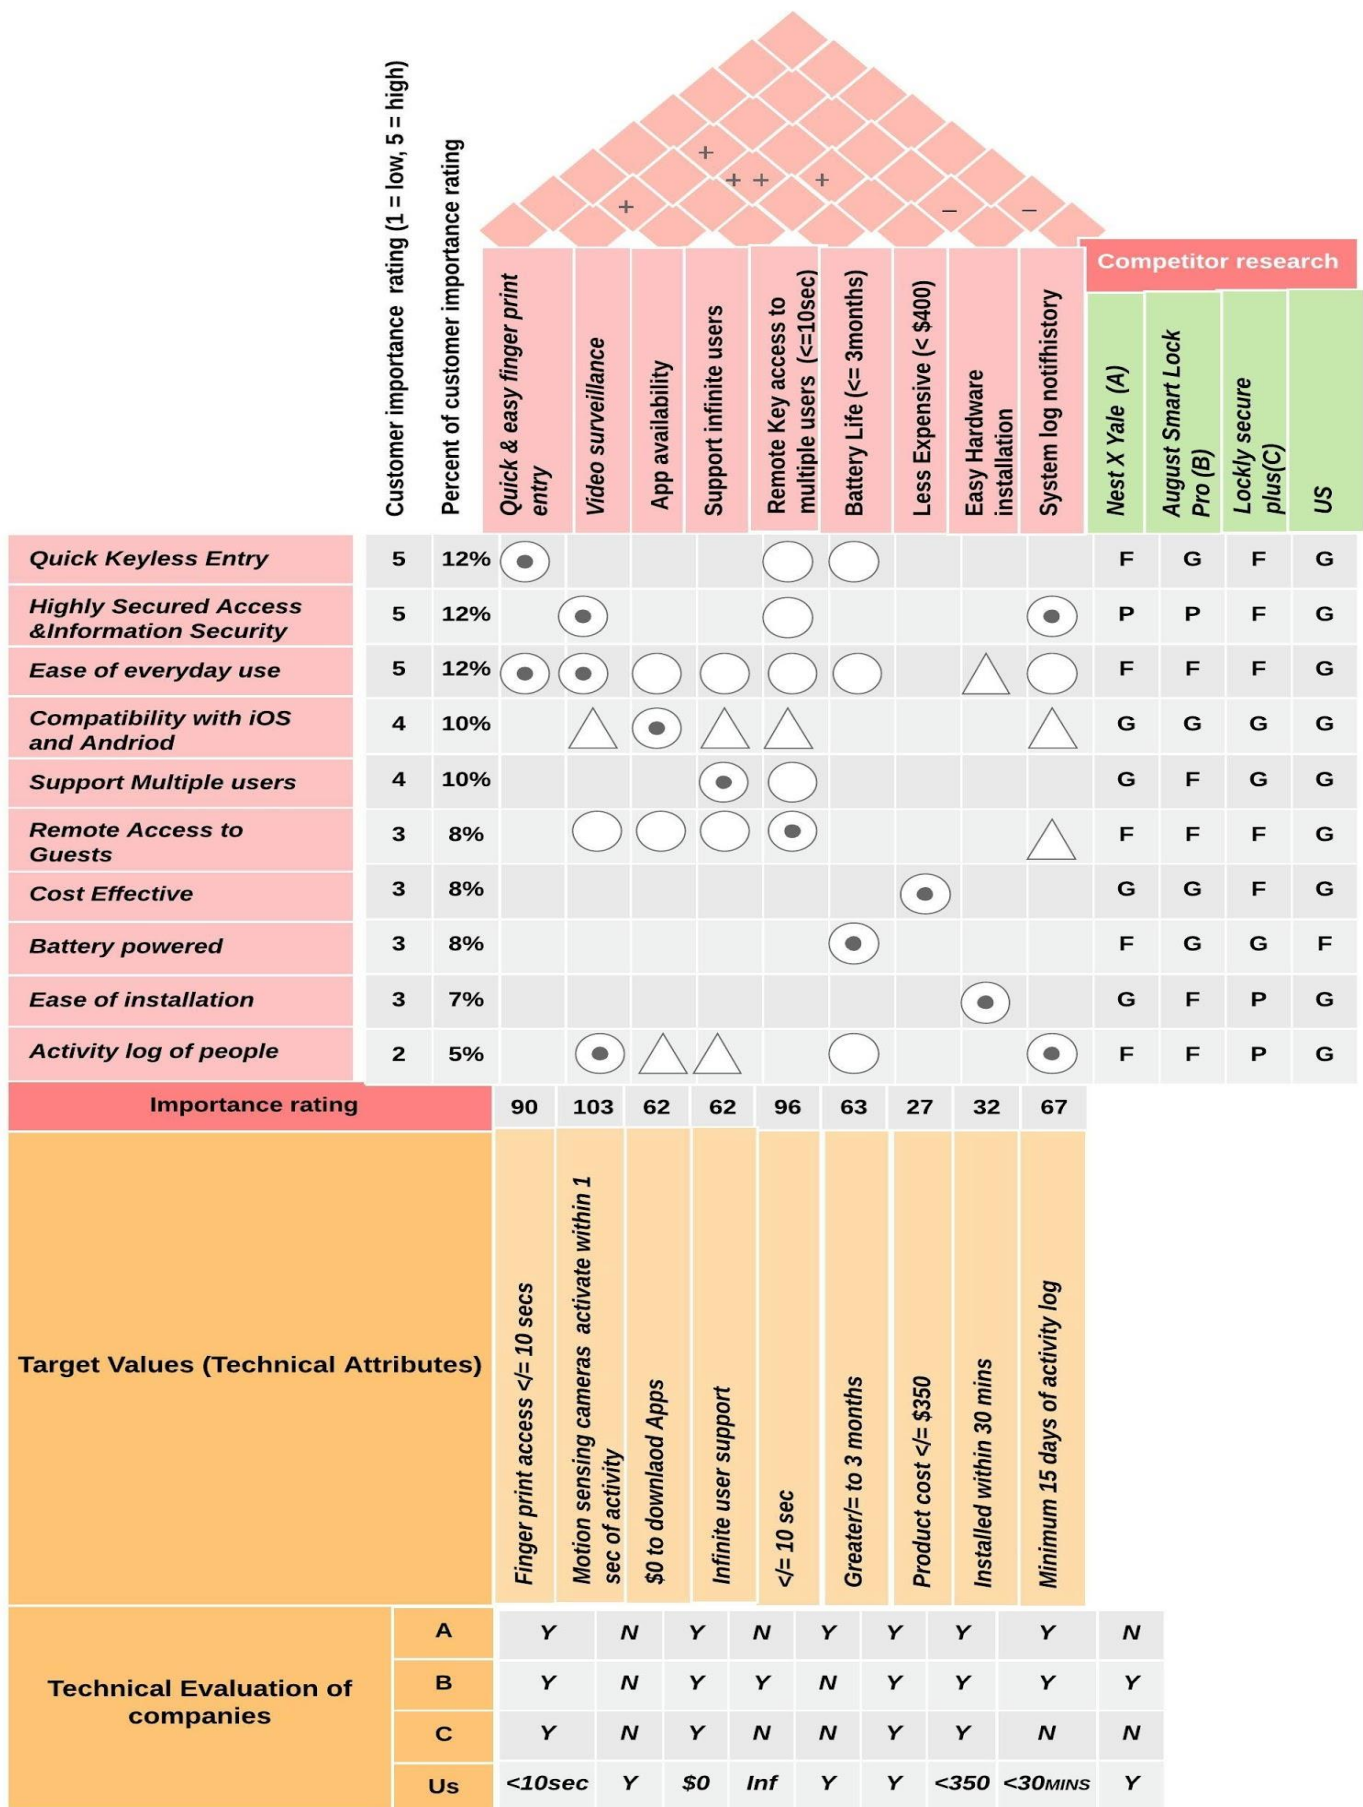 Customer importance rating (1 = low, 5 = high)
Percent of customer importance rating
+
+ + +
+ – –
Quick & easy finger print
entry
Video surveillance
App availability
Support infinite users
Remote Key access to
multiple users (<=10sec)
Battery Life (<= 3months)
Less Expensive (< $400)
Easy Hardware
installation
System log notifhistory
Competitor research
Nest X Yale (A)
August Smart Lock
Pro (B)
Lockly secure
plus(C)
US
Quick Keyless Entry 5 12% F G F G
Highly Secured Access
&Information Security 5 12% P P F G
Ease of everyday use 5 12% F F F G
Compatibility with iOS
and Andriod 4 10% G G G G
Support Multiple users 4 10% G F G G
Remote Access to
Guests 3 8% F F F G
Cost Effective 3 8% G G F G
Battery powered 3 8% F G G F
Ease of installation 3 7% G F P G
Activity log of people 2 5% F F P G
Importance rating 90 103 62 62 96 63 27 32 67
Target Values (Technical Attributes)
Finger print access </= 10 secs
Motion sensing cameras activate within 1
sec of activity
$0 to downlaod Apps
Infinite user support
</= 10 sec
Greater/= to 3 months
Product cost </= $350
Installed within 30 mins
Minimum 15 days of activity log
Technical Evaluation of
companies
A Y N Y N Y Y Y Y N
B Y N Y Y N Y Y Y Y
C Y N Y N N Y Y N N
Us <10sec Y $0 Inf Y Y <350 <30MINS Y